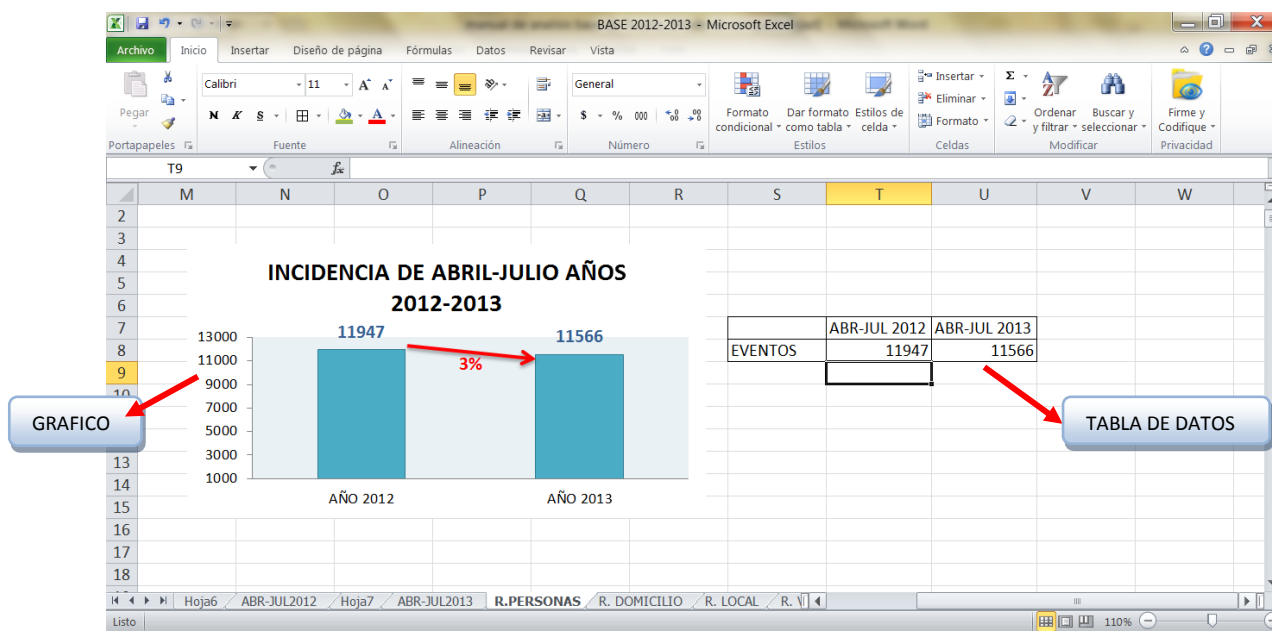 BASE 2012-2013 - Microsoft Excel
Archivo Inicio Insertar Diseño de página Fórmulas Datos Revisar Vista
Pegar
Calibri 11
N K S
General
$ % 000
Formato condicional
Dar formato como tabla
Estilos de celda
Insertar
Eliminar
Formato
Σ
Ordenar y filtrar
Buscar y seleccionar
Firme y Codifique
Portapapeles Fuente Alineación Número Estilos Celdas Modificar Privacidad
T9 fx
M N O P Q R S T U V W
2
3
4
5
6
7
8
9
10
13
14
15
16
17
18
INCIDENCIA DE ABRIL-JULIO AÑOS
2012-2013
11947 11566
3%
13000
11000
9000
7000
5000
3000
1000
AÑO 2012 AÑO 2013
ABR-JUL 2012 ABR-JUL 2013
EVENTOS 11947 11566
GRAFICO
TABLA DE DATOS
Hoja6 ABR-JUL2012 Hoja7 ABR-JUL2013 R.PERSONAS R. DOMICILIO R. LOCAL R.
Listo 110%